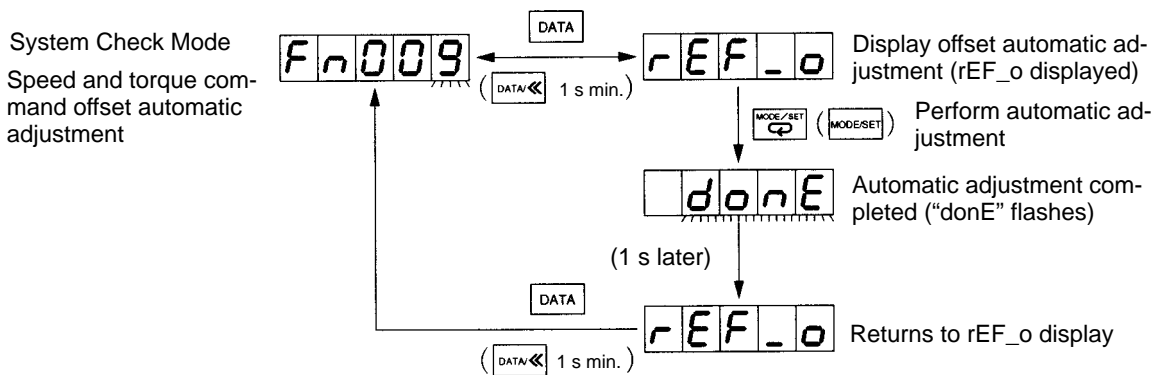 DATA
System Check Mode
Fn009
rEF_o
Display offset automatic ad-
justment (rEF_o displayed)
Speed and torque com-
mand offset automatic
adjustment
(DATA/≪ 1 s min.)
MODE/SET (MODE/SET)
Perform automatic ad-
justment
donE
Automatic adjustment com-
pleted (“donE” flashes)
(1 s later)
DATA
rEF_o
Returns to rEF_o display
(DATA/≪ 1 s min.)